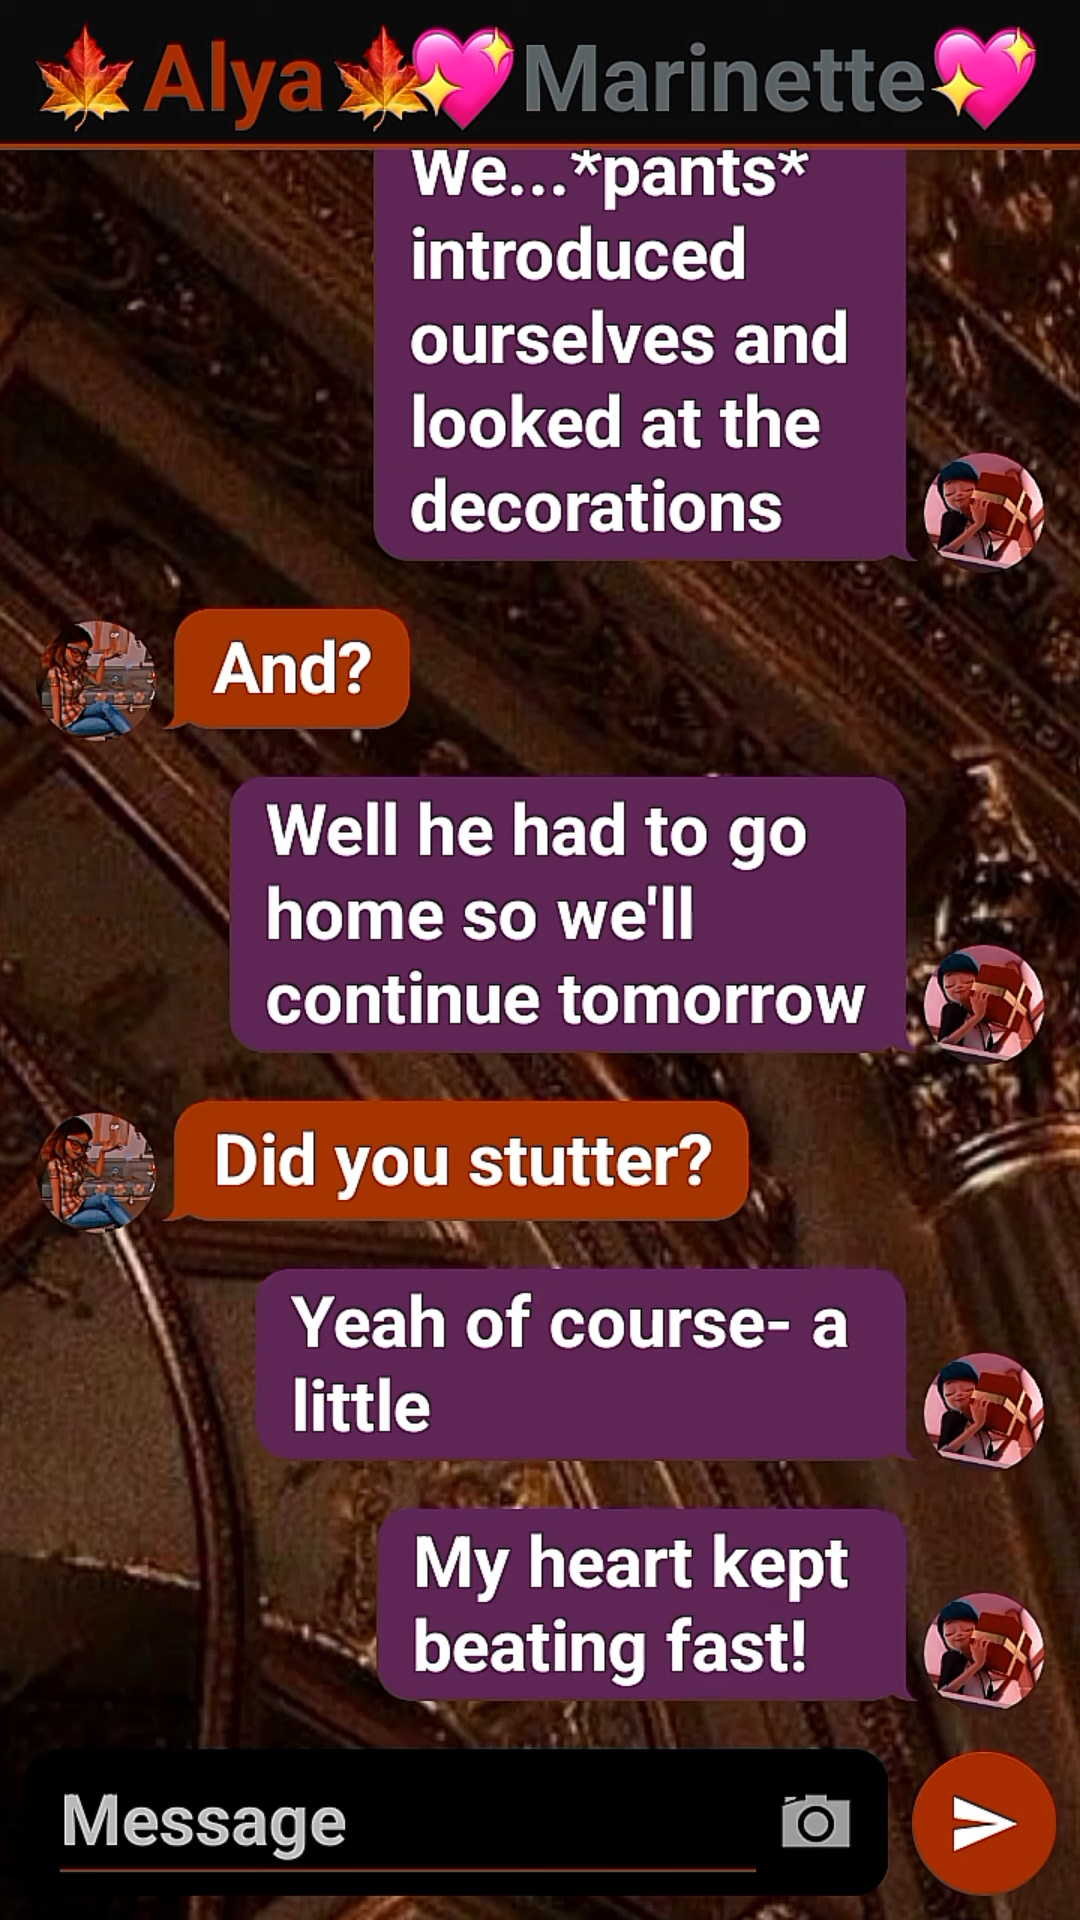 🍁Alya🍁💖Marinette💖
We...*pants*
introduced
ourselves and
looked at the
decorations
And?
Well he had to go
home so we'll
continue tomorrow
Did you stutter?
Yeah of course- a
little
My heart kept
beating fast!
Message